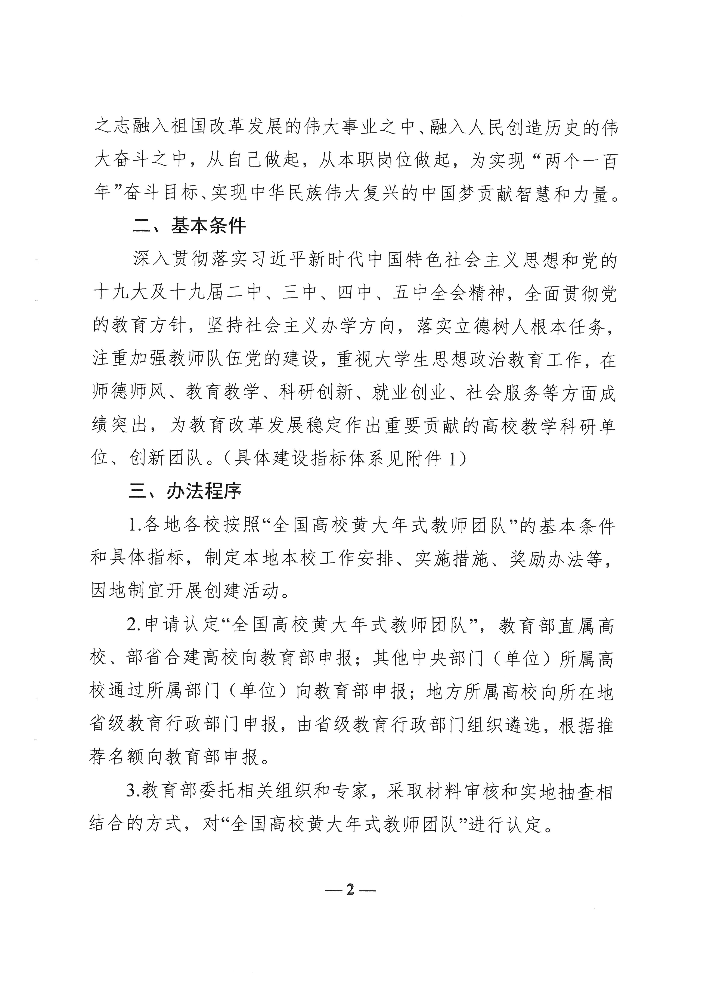 之志融入祖国改革发展的伟大事业之中、融入人民创造历史的伟
大奋斗之中，从自己做起，从本职岗位做起，为实现“两个一百
年”奋斗目标、实现中华民族伟大复兴的中国梦贡献智慧和力量。
二、基本条件
深入贯彻落实习近平新时代中国特色社会主义思想和党的
十九大及十九届二中、三中、四中、五中全会精神，全面贯彻党
的教育方针，坚持社会主义办学方向，落实立德树人根本任务，
注重加强教师队伍党的建设，重视大学生思想政治教育工作，在
师德师风、教育教学、科研创新、就业创业、社会服务等方面成
绩突出，为教育改革发展稳定作出重要贡献的高校教学科研单
位、创新团队。（具体建设指标体系见附件1）
三、办法程序
1.各地各校按照“全国高校黄大年式教师团队”的基本条件
和具体指标，制定本地本校工作安排、实施措施、奖励办法等，
因地制宜开展创建活动。
2.申请认定“全国高校黄大年式教师团队”，教育部直属高
校、部省合建高校向教育部申报；其他中央部门（单位）所属高
校通过所属部门（单位）向教育部申报；地方所属高校向所在地
省级教育行政部门申报，由省级教育行政部门组织遴选，根据推
荐名额向教育部申报。
3.教育部委托相关组织和专家，采取材料审核和实地抽查相
结合的方式，对“全国高校黄大年式教师团队”进行认定。
— 2 —